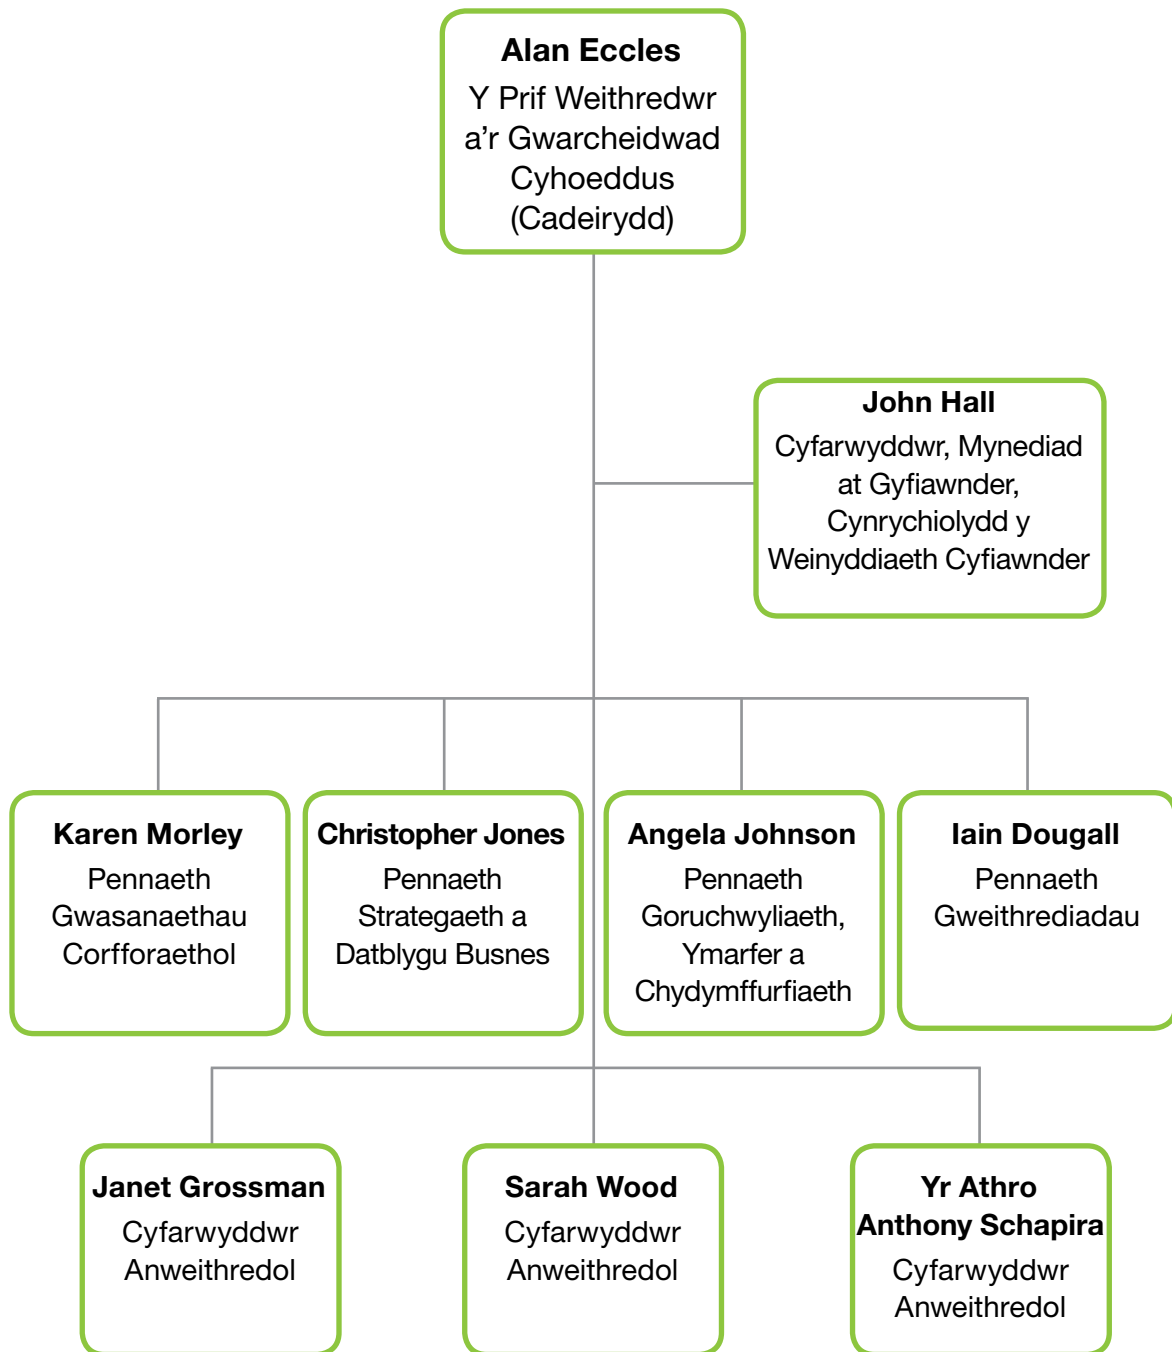 Alan Eccles
Y Prif Weithredwr
a’r Gwarcheidwad
Cyhoeddus
(Cadeirydd)
John Hall
Cyfarwyddwr, Mynediad
at Gyfiawnder,
Cynrychiolydd y
Weinyddiaeth Cyfiawnder
Karen Morley
Pennaeth
Gwasanaethau
Corfforaethol
Christopher Jones
Pennaeth
Strategaeth a
Datblygu Busnes
Angela Johnson
Pennaeth
Goruchwyliaeth,
Ymarfer a
Chydymffurfiaeth
Iain Dougall
Pennaeth
Gweithrediadau
Janet Grossman
Cyfarwyddwr
Anweithredol
Sarah Wood
Cyfarwyddwr
Anweithredol
Yr Athro
Anthony Schapira
Cyfarwyddwr
Anweithredol